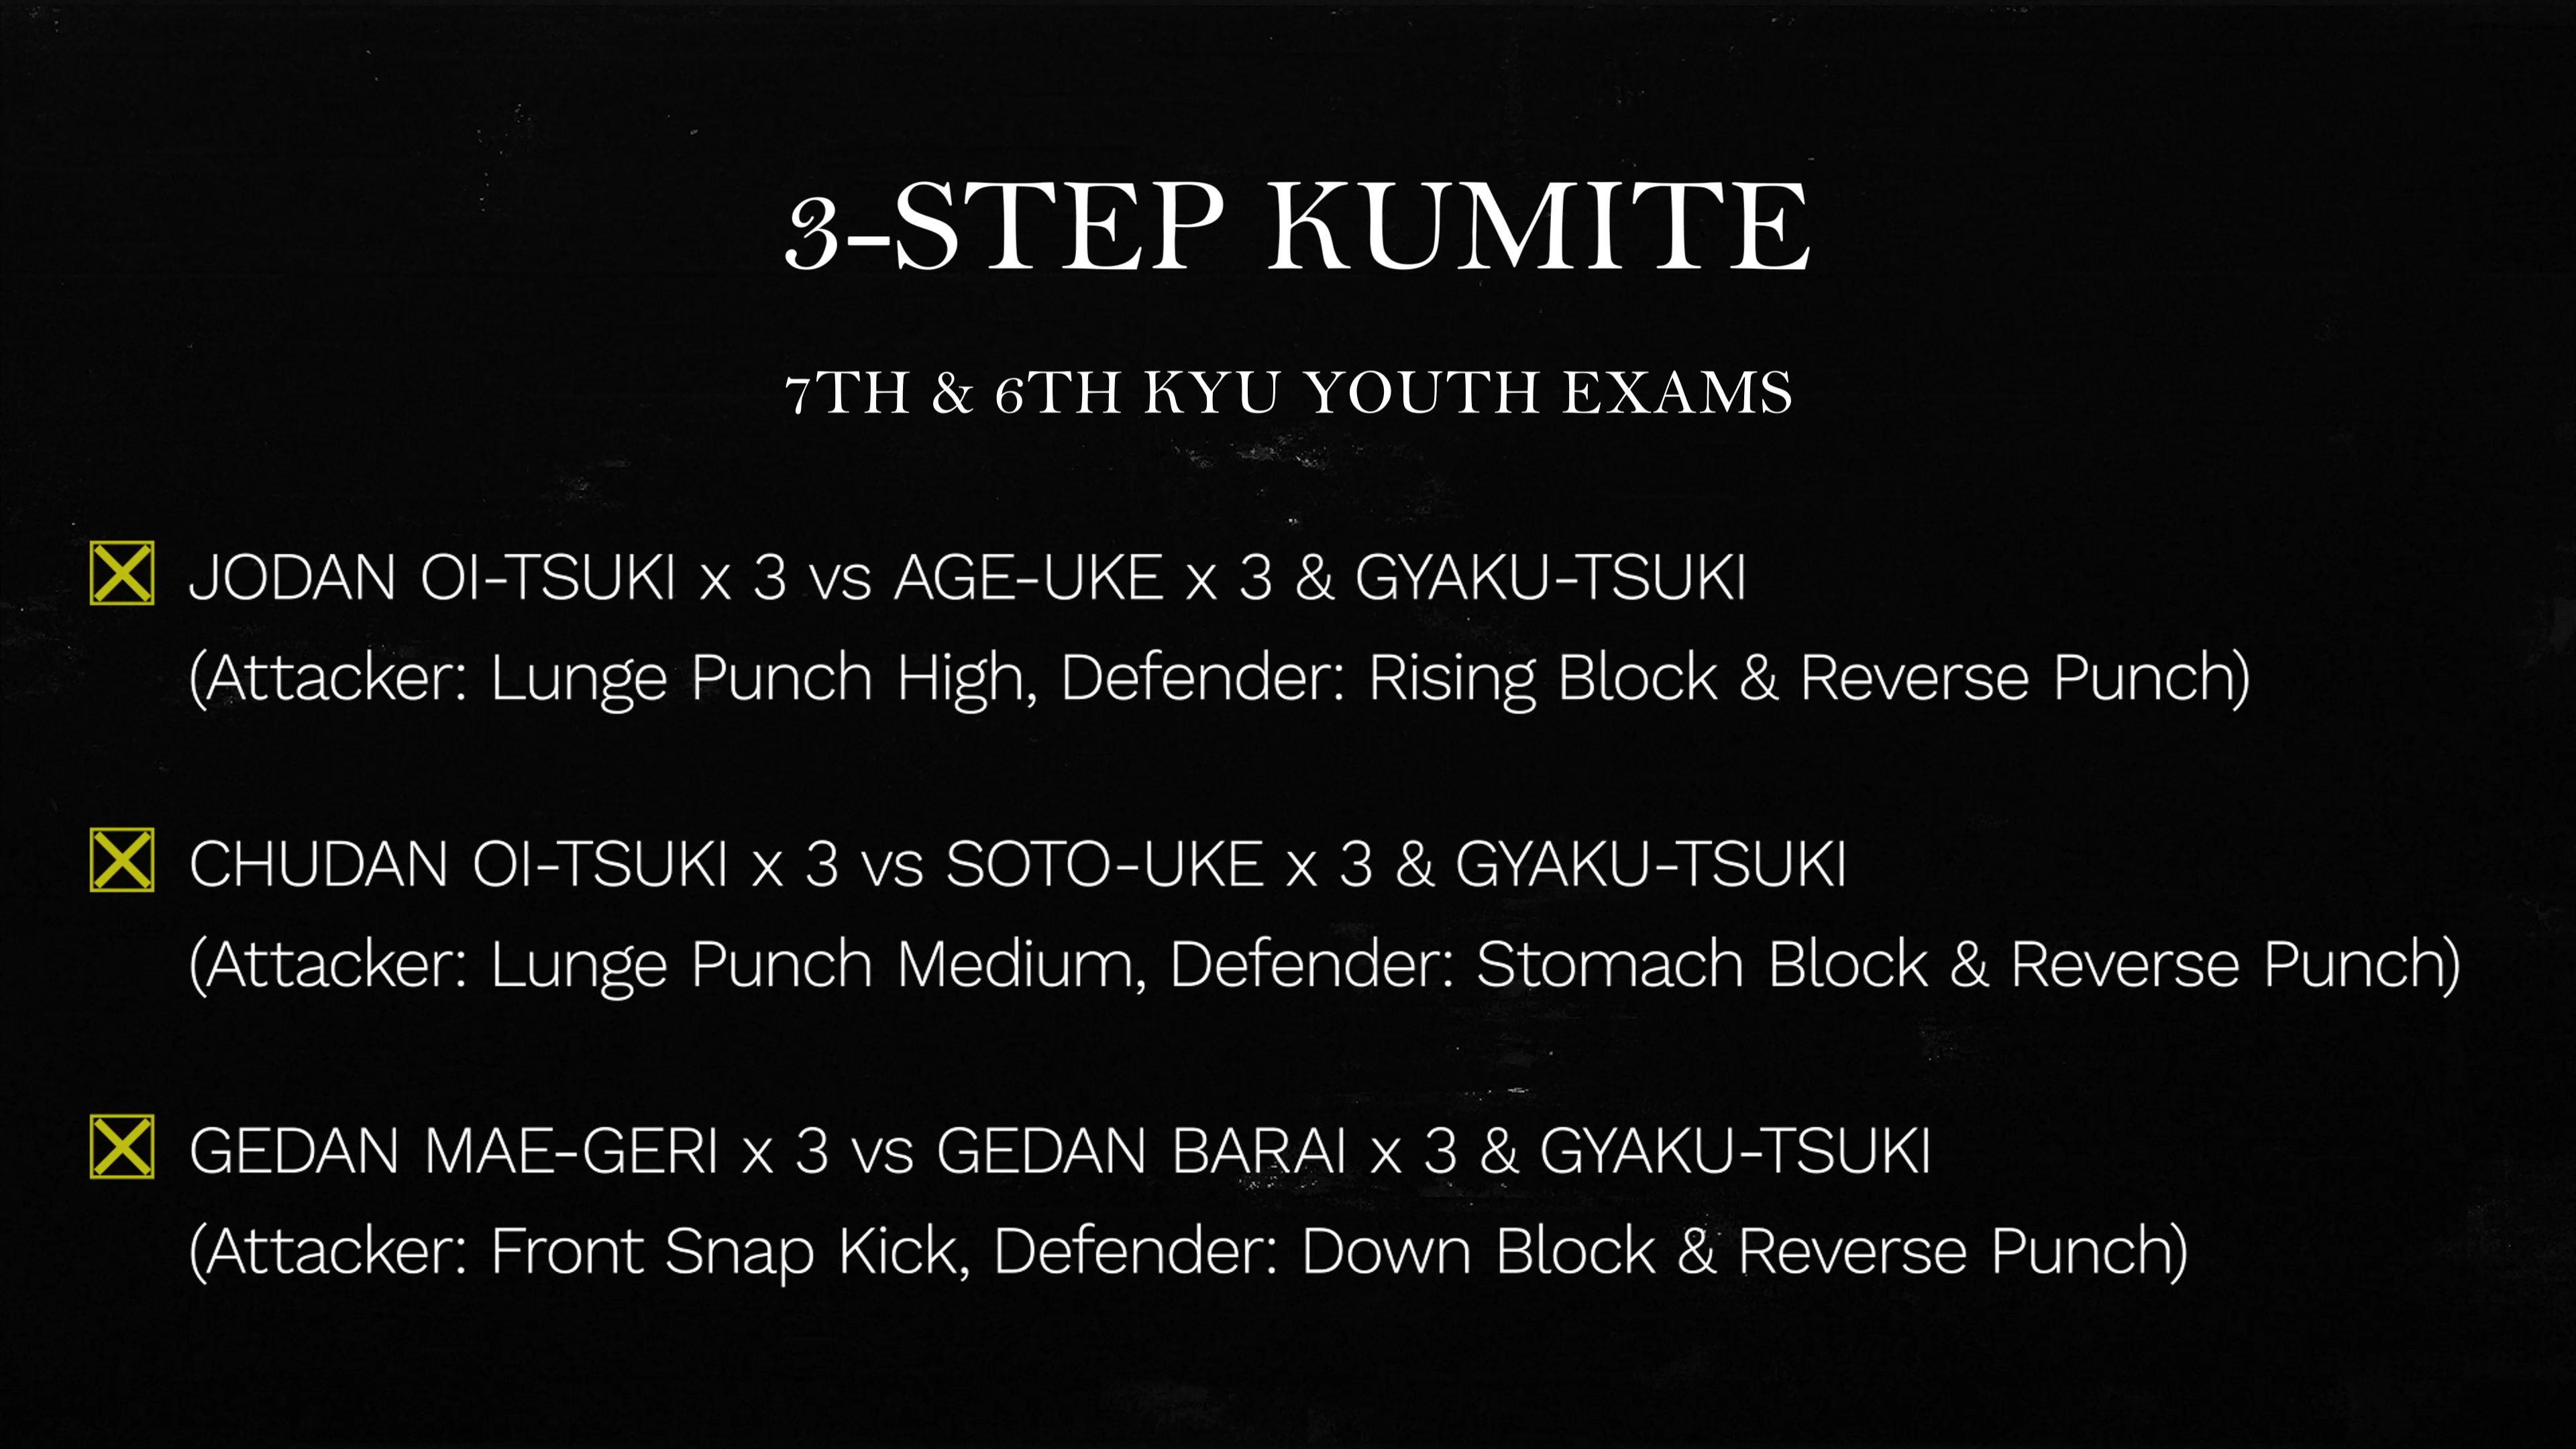 3-STEP KUMITE
7TH & 6TH KYU YOUTH EXAMS
JODAN OI-TSUKI x 3 vs AGE-UKE x 3 & GYAKU-TSUKI
(Attacker: Lunge Punch High, Defender: Rising Block & Reverse Punch)
CHUDAN OI-TSUKI x 3 vs SOTO-UKE x 3 & GYAKU-TSUKI
(Attacker: Lunge Punch Medium, Defender: Stomach Block & Reverse Punch)
GEDAN MAE-GERI x 3 vs GEDAN BARAI x 3 & GYAKU-TSUKI
(Attacker: Front Snap Kick, Defender: Down Block & Reverse Punch)